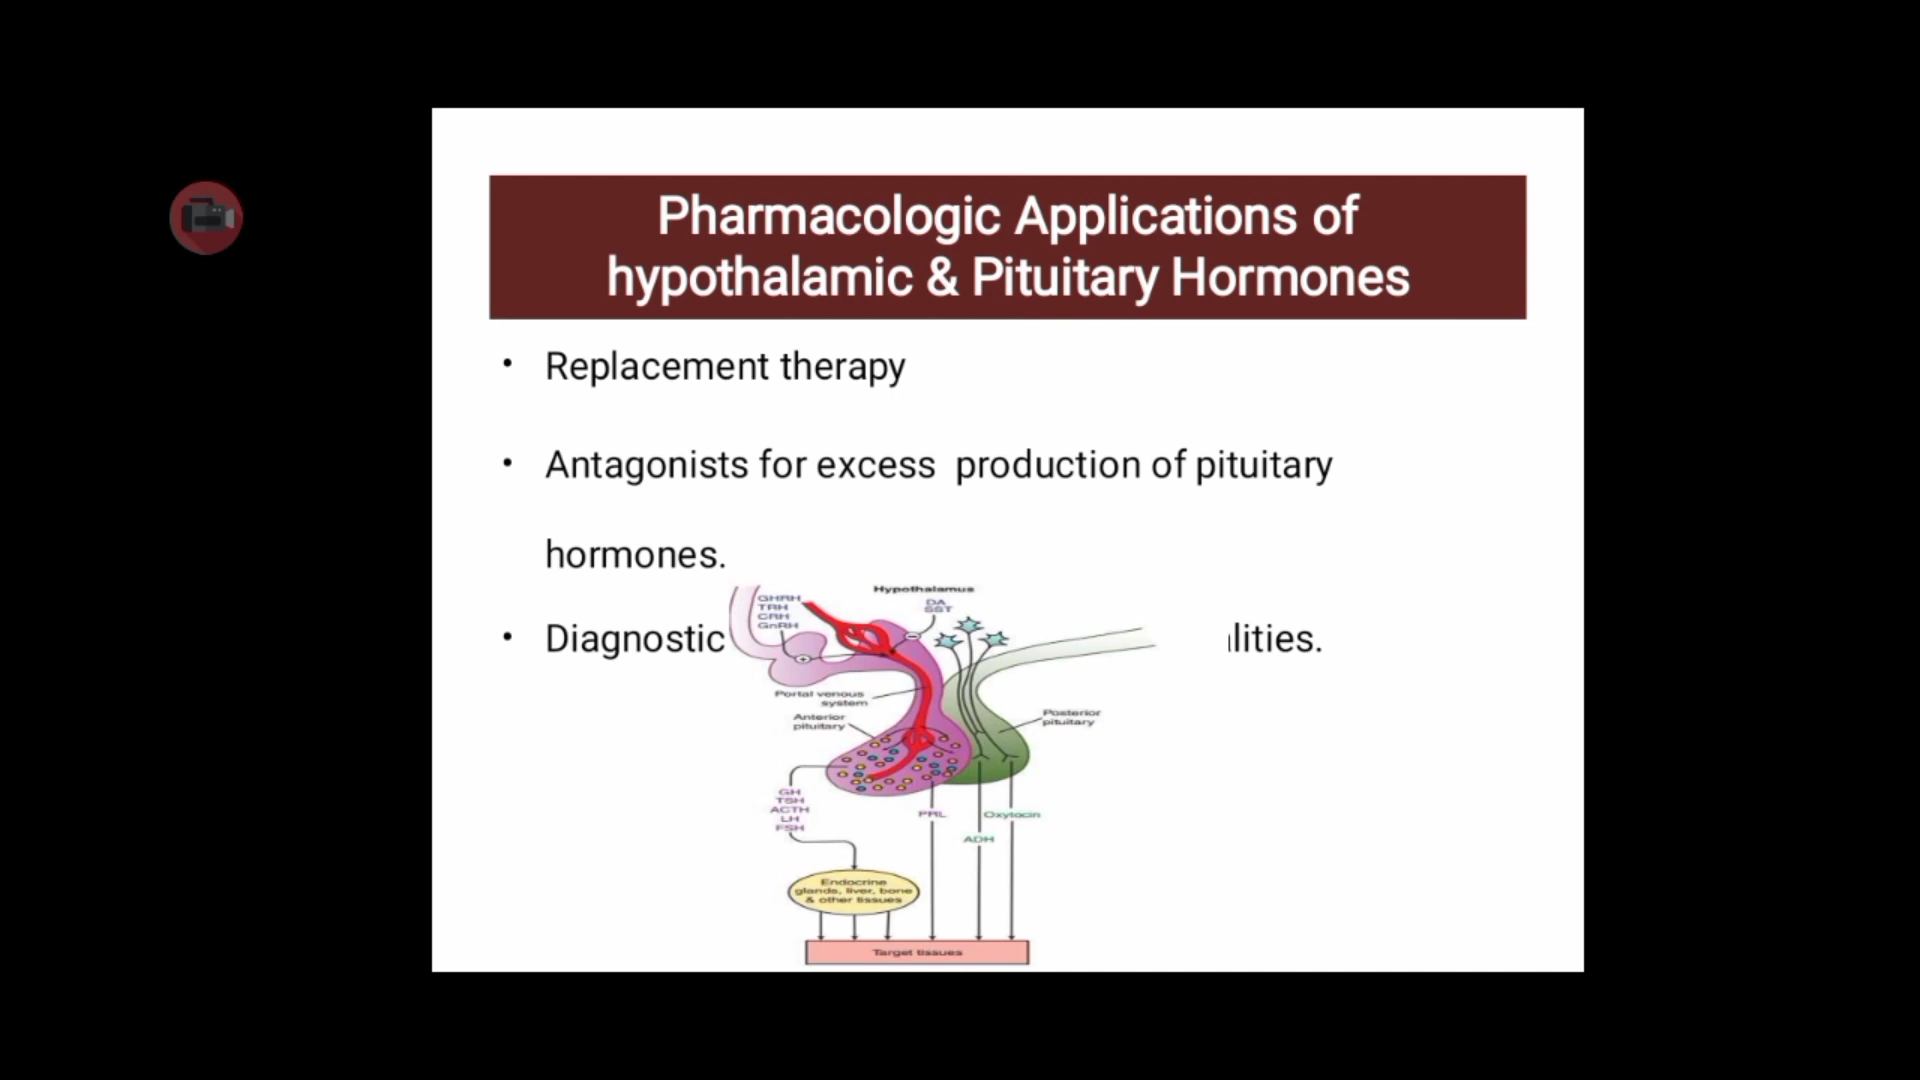 Pharmacologic Applications of
hypothalamic & Pituitary Hormones
• Replacement therapy
• Antagonists for excess production of pituitary
hormones.
• Diagnostic lities.
Hypothalamus
GHRH
TRH
CRH
GnRH
DA
SST
Portal venous
system
Anterior
pituitary
Posterior
pituitary
GH
TSH
ACTH
LH
FSH
PRL
Oxytocin
ADH
Endocrine
glands, liver, bone
& other tissues
Target tissues